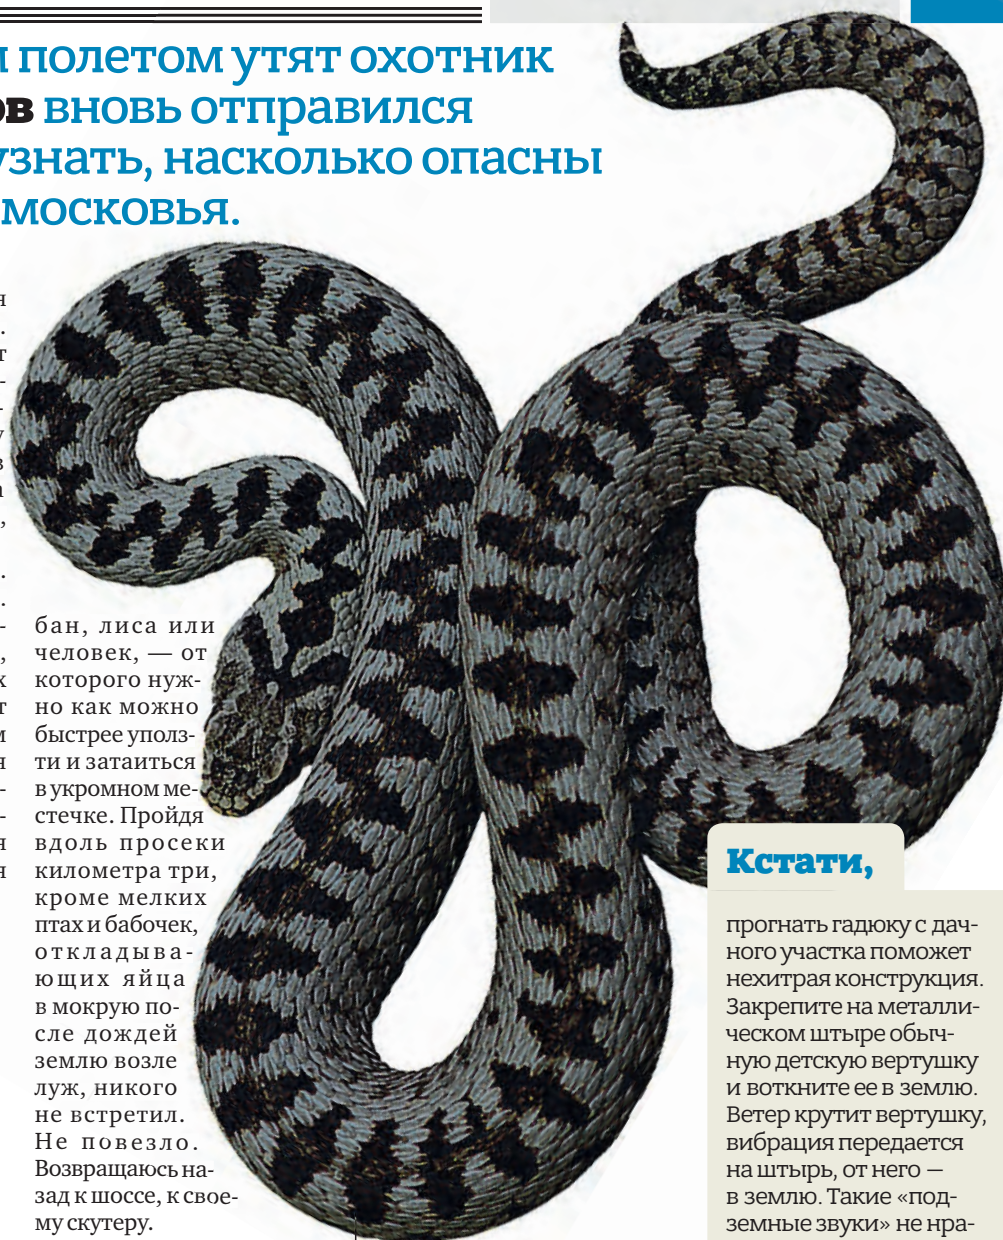 полетом утят охотник
ов вновь отправился
узнать, насколько опасны
московья.
бан, лиса или
человек, — от
которого нуж-
но как можно
быстрее уполз-
ти и затаиться
в укромном ме-
стечке. Пройдя
вдоль просеки
километра три,
кроме мелких
птах и бабочек,
откладыва-
ющих яйца
в мокрую по-
сле дождей
землю возле
луж, никого
не встретил.
Не повезло.
Возвращаюсь на-
зад к шоссе, к свое-
му скутеру.
Кстати,
прогнать гадюку с дач-
ного участка поможет
нехитрая конструкция.
Закрепите на металли-
ческом штыре обыч-
ную детскую вертушку
и воткните ее в землю.
Ветер крутит вертушку,
вибрация передается
на штырь, от него —
в землю. Такие «под-
земные звуки» не нра-